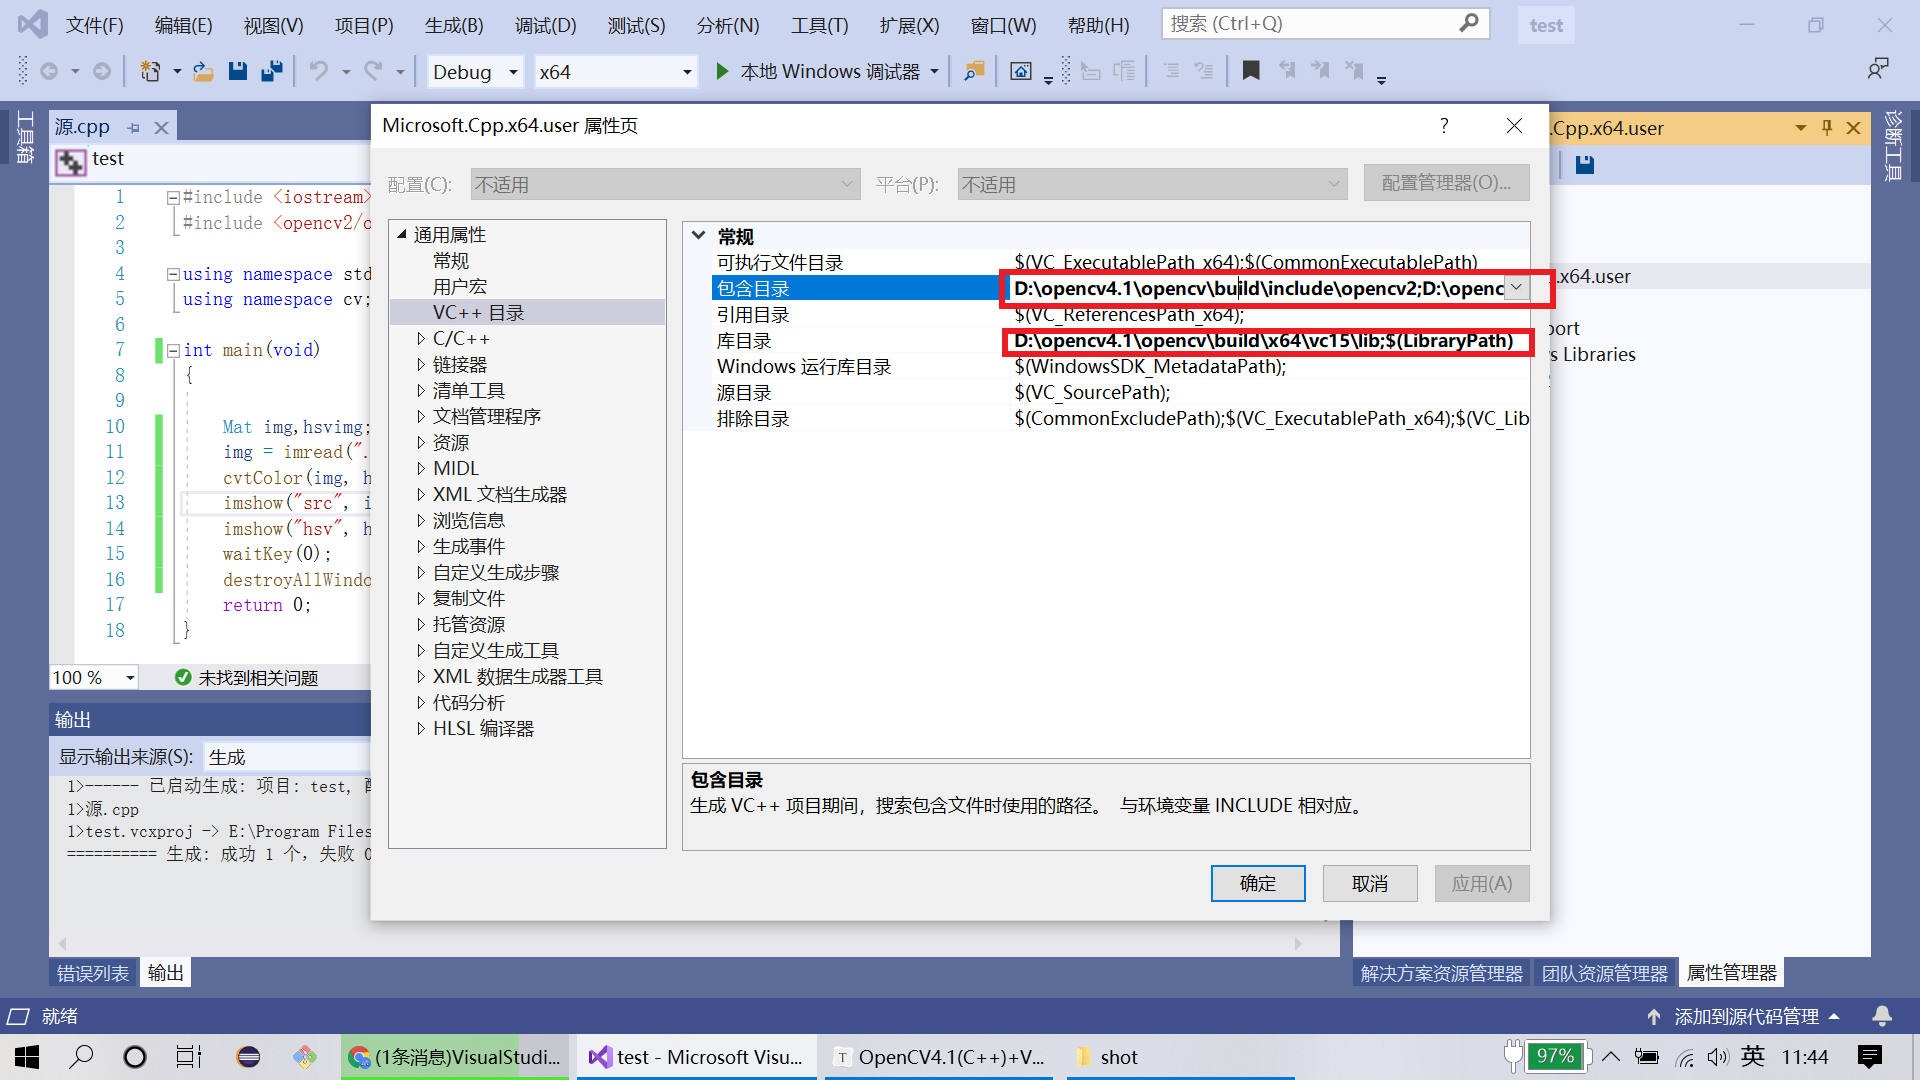 文件(F) 编辑(E) 视图(V) 项目(P) 生成(B) 调试(D) 测试(S) 分析(N) 工具(T) 扩展(X) 窗口(W) 帮助(H) 搜索 (Ctrl+Q) test
Debug x64 本地 Windows 调试器
工具箱
源.cpp
test
1 #include <iostream>
2 #include <opencv2/o
3
4 using namespace std
5 using namespace cv;
6
7 int main(void)
8 {
9
10 Mat img,hsvimg;
11 img = imread(".
12 cvtColor(img, h
13 imshow("src", i
14 imshow("hsv", h
15 waitKey(0);
16 destroyAllWindo
17 return 0;
18 }
100 % 未找到相关问题
输出
显示输出来源(S): 生成
1>------ 已启动生成: 项目: test, 配
1>源.cpp
1>test.vcxproj -> E:\Program Files
========== 生成: 成功 1 个，失败 0
错误列表 输出
Microsoft.Cpp.x64.user 属性页 ?
配置(C): 不适用 平台(P): 不适用 配置管理器(O)...
通用属性
常规
用户宏
VC++ 目录
C/C++
链接器
清单工具
文档管理程序
资源
MIDL
XML 文档生成器
浏览信息
生成事件
自定义生成步骤
复制文件
托管资源
自定义生成工具
XML 数据生成器工具
代码分析
HLSL 编译器
常规
可执行文件目录 $(VC_ExecutablePath_x64);$(CommonExecutablePath)
包含目录 D:\opencv4.1\opencv\build\include\opencv2;D:\openc
引用目录 $(VC_ReferencesPath_x64);
库目录 D:\opencv4.1\opencv\build\x64\vc15\lib;$(LibraryPath)
Windows 运行库目录 $(WindowsSDK_MetadataPath);
源目录 $(VC_SourcePath);
排除目录 $(CommonExcludePath);$(VC_ExecutablePath_x64);$(VC_Lib
包含目录
生成 VC++ 项目期间，搜索包含文件时使用的路径。 与环境变量 INCLUDE 相对应。
确定 取消 应用(A)
.Cpp.x64.user
.x64.user
port
s Libraries
诊断工具
解决方案资源管理器 团队资源管理器 属性管理器
就绪 添加到源代码管理
(1条消息)VisualStudi... test - Microsoft Visu... OpenCV4.1(C++)+V... shot 97% 英 11:44